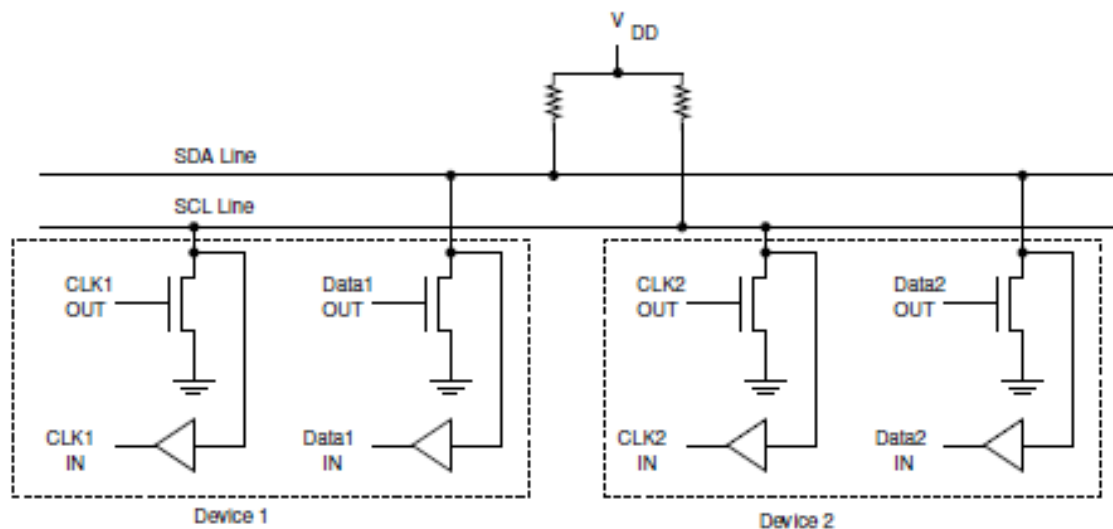 V
DD
SDA Line
SCL Line
CLK1
OUT
Data1
OUT
CLK2
OUT
Data2
OUT
CLK1
IN
Data1
IN
CLK2
IN
Data2
IN
Device 1
Device 2